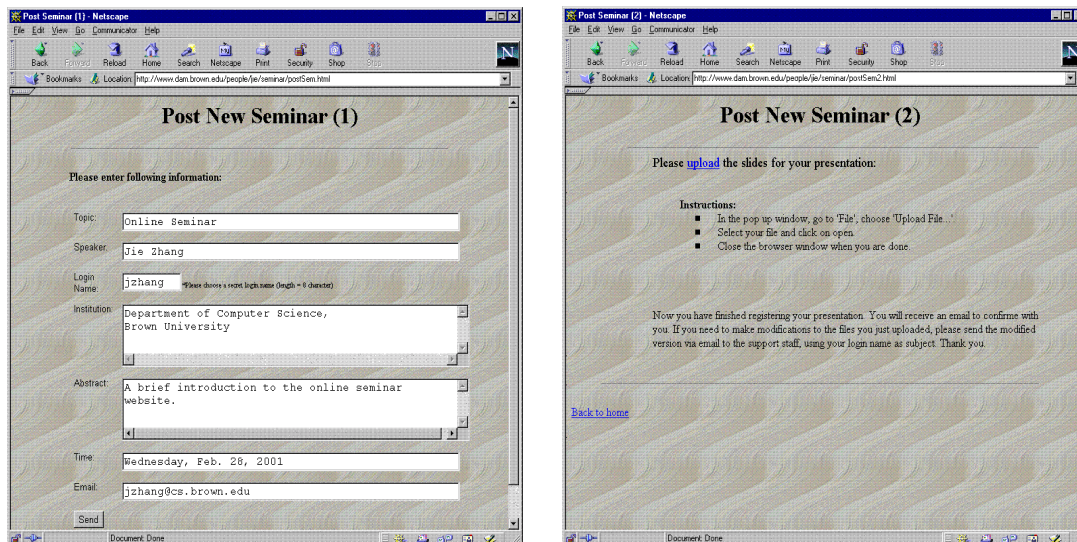 Post Seminar (1) - Netscape
File Edit View Go Communicator Help
Back Forward Reload Home Search Netscape Print Security Shop Stop
Bookmarks Location: http://www.dam.brown.edu/people/jie/seminar/postSem.html
Post New Seminar (1)
Please enter following information:
Topic: Online Seminar
Speaker: Jie Zhang
Login
Name: jzhang *Please choose a secret login name (length = 6 character)
Institution: Department of Computer Science,
Brown University
Abstract: A brief introduction to the online seminar
website.
Time: Wednesday, Feb. 28, 2001
Email: jzhang@cs.brown.edu
Send
Document: Done
Post Seminar (2) - Netscape
File Edit View Go Communicator Help
Back Forward Reload Home Search Netscape Print Security Shop Stop
Bookmarks Location: http://www.dam.brown.edu/people/jie/seminar/postSem2.html
Post New Seminar (2)
Please upload the slides for your presentation:
Instructions:
In the pop up window, go to 'File', choose 'Upload File...'
Select your file and click on open.
Close the browser window when you are done.
Now you have finished registering your presentation. You will receive an email to confirme with
you. If you need to make modifications to the files you just uploaded, please send the modified
version via email to the support staff, using your login name as subject. Thank you.
Back to home
Document: Done